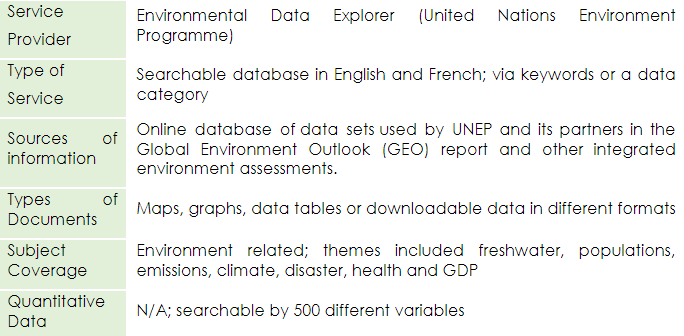 Service
Provider
Environmental Data Explorer (United Nations Environment
Programme)
Type of
Service
Searchable database in English and French; via keywords or a data
category
Sources of
information
Online database of data sets used by UNEP and its partners in the
Global Environment Outlook (GEO) report and other integrated
environment assessments.
Types of
Documents
Maps, graphs, data tables or downloadable data in different formats
Subject
Coverage
Environment related; themes included freshwater, populations,
emissions, climate, disaster, health and GDP
Quantitative
Data
N/A; searchable by 500 different variables